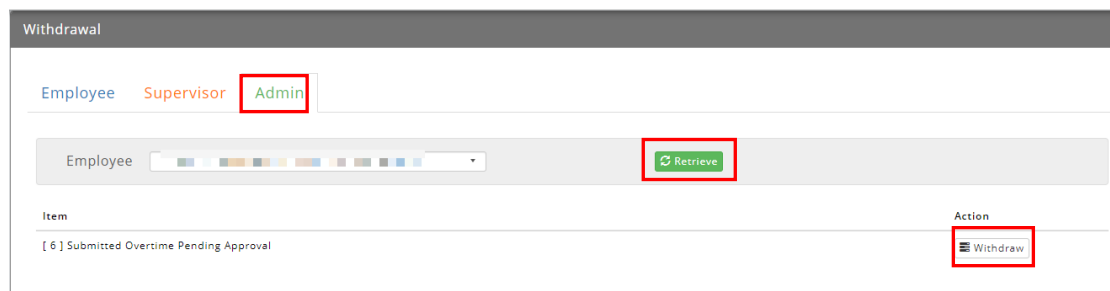 Withdrawal
Employee Supervisor Admin
Employee Retrieve
Item Action
[ 6 ] Submitted Overtime Pending Approval Withdraw